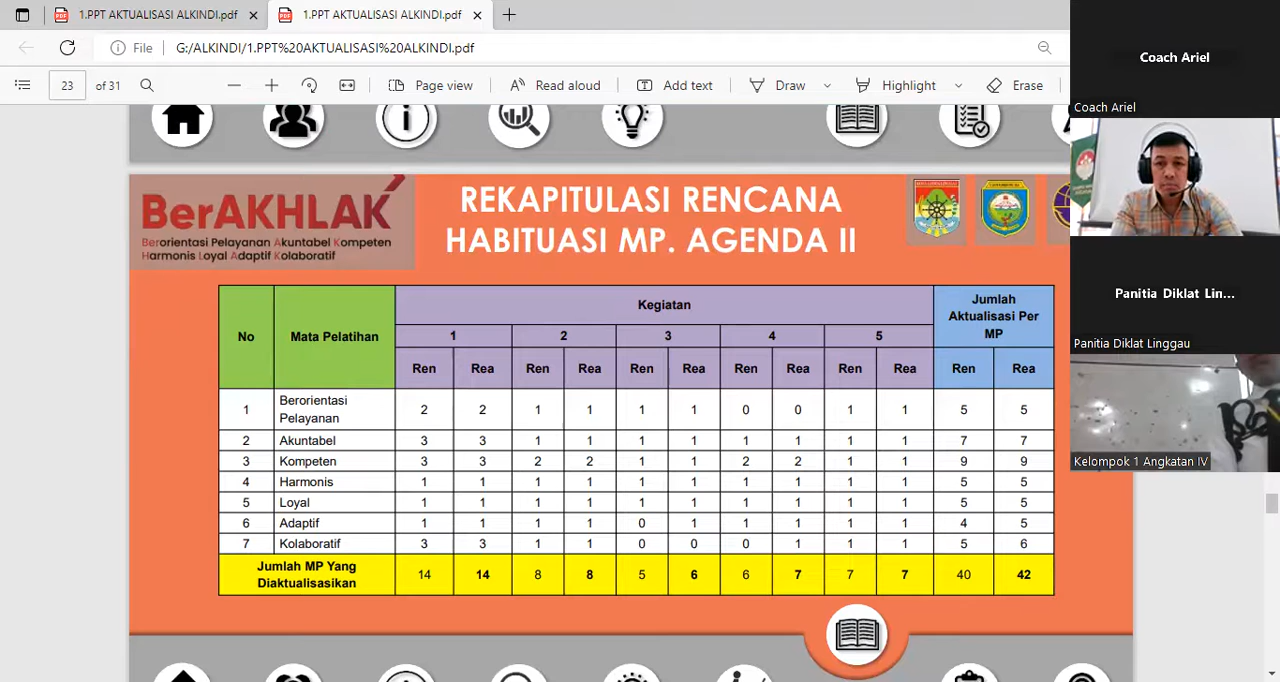 1.PPT AKTUALISASI ALKINDI.pdf
1.PPT AKTUALISASI ALKINDI.pdf
File G:/ALKINDI/1.PPT%20AKTUALISASI%20ALKINDI.pdf
23 of 31 Page view Read aloud Add text Draw Highlight Erase
BerAKHLAK
Berorientasi Pelayanan Akuntabel Kompeten
Harmonis Loyal Adaptif Kolaboratif
REKAPITULASI RENCANA
HABITUASI MP. AGENDA II
No Mata Pelatihan Kegiatan Jumlah
Aktualisasi Per
MP
1 2 3 4 5
Ren Rea Ren Rea Ren Rea Ren Rea Ren Rea Ren Rea
1 Berorientasi
Pelayanan 2 2 1 1 1 1 0 0 1 1 5 5
2 Akuntabel 3 3 1 1 1 1 1 1 1 1 7 7
3 Kompeten 3 3 2 2 1 1 2 2 1 1 9 9
4 Harmonis 1 1 1 1 1 1 1 1 1 1 5 5
5 Loyal 1 1 1 1 1 1 1 1 1 1 5 5
6 Adaptif 1 1 1 1 0 1 1 1 1 1 4 5
7 Kolaboratif 3 3 1 1 0 0 0 1 1 1 5 6
Jumlah MP Yang
Diaktualisasikan 14 14 8 8 5 6 6 7 7 7 40 42
Coach Ariel
Coach Ariel
Panitia Diklat Lin...
Panitia Diklat Linggau
Kelompok 1 Angkatan IV